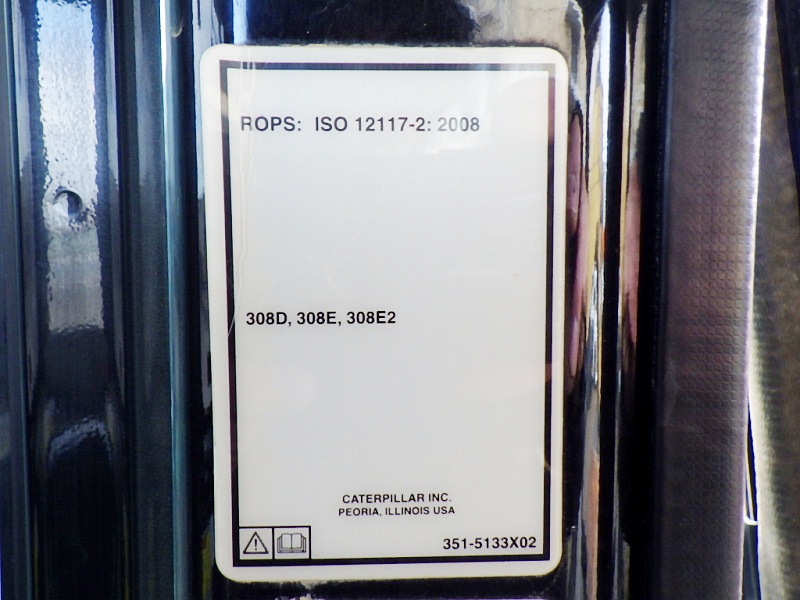 ROPS: ISO 12117-2: 2008
308D, 308E, 308E2
CATERPILLAR INC.
PEORIA, ILLINOIS USA
351-5133X02